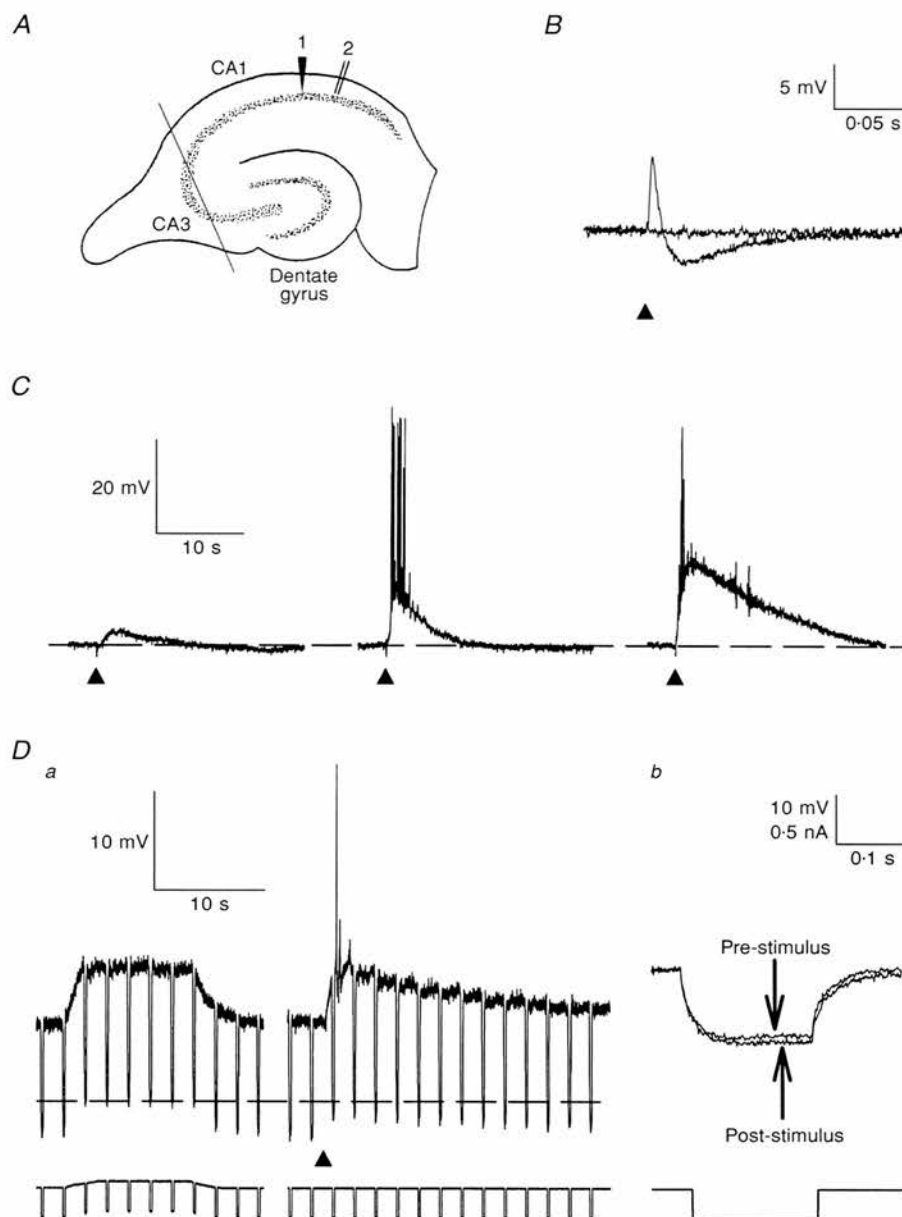 A
1
2
CA1
CA3
Dentate
gyrus
B
5 mV
0·05 s
C
20 mV
10 s
D
a
10 mV
10 s
b
10 mV
0·5 nA
0·1 s
Pre-stimulus
Post-stimulus